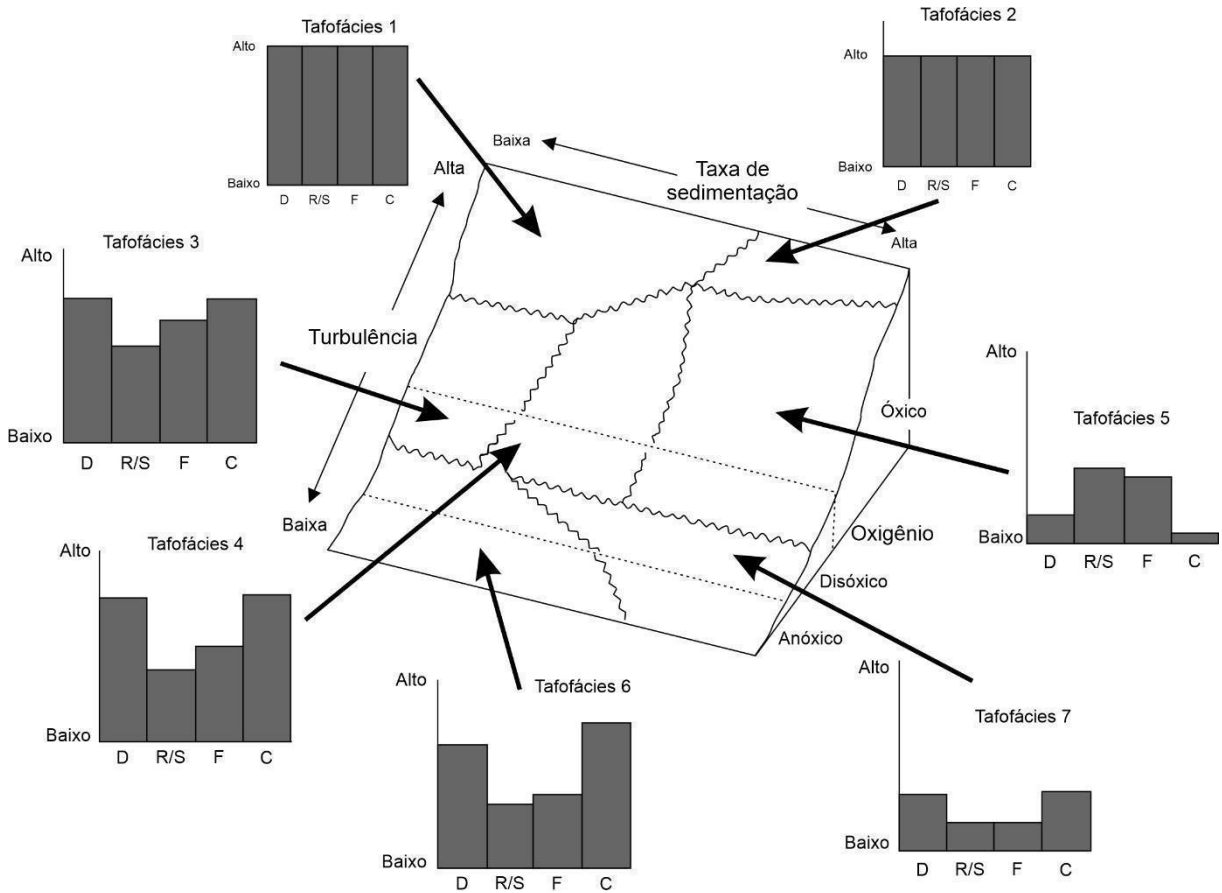 Tafofácies 1
Alto
Baixo
D R/S F C
Tafofácies 2
Alto
Baixo
D R/S F C
Baixa
Taxa de
sedimentação
Alta
Alta
Turbulência
Baixa
Tafofácies 3
Alto
Baixo
D R/S F C
Óxico
Oxigênio
Disóxico
Anóxico
Alto
Tafofácies 5
Baixo
D R/S F C
Tafofácies 4
Alto
Baixo
D R/S F C
Alto
Tafofácies 6
Baixo
D R/S F C
Alto
Tafofácies 7
Baixo
D R/S F C